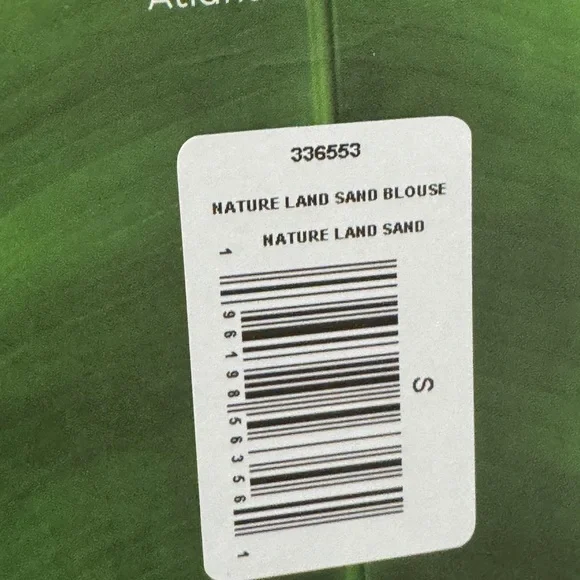 336553
NATURE LAND SAND BLOUSE
NATURE LAND SAND
1 96198 56356 1
S